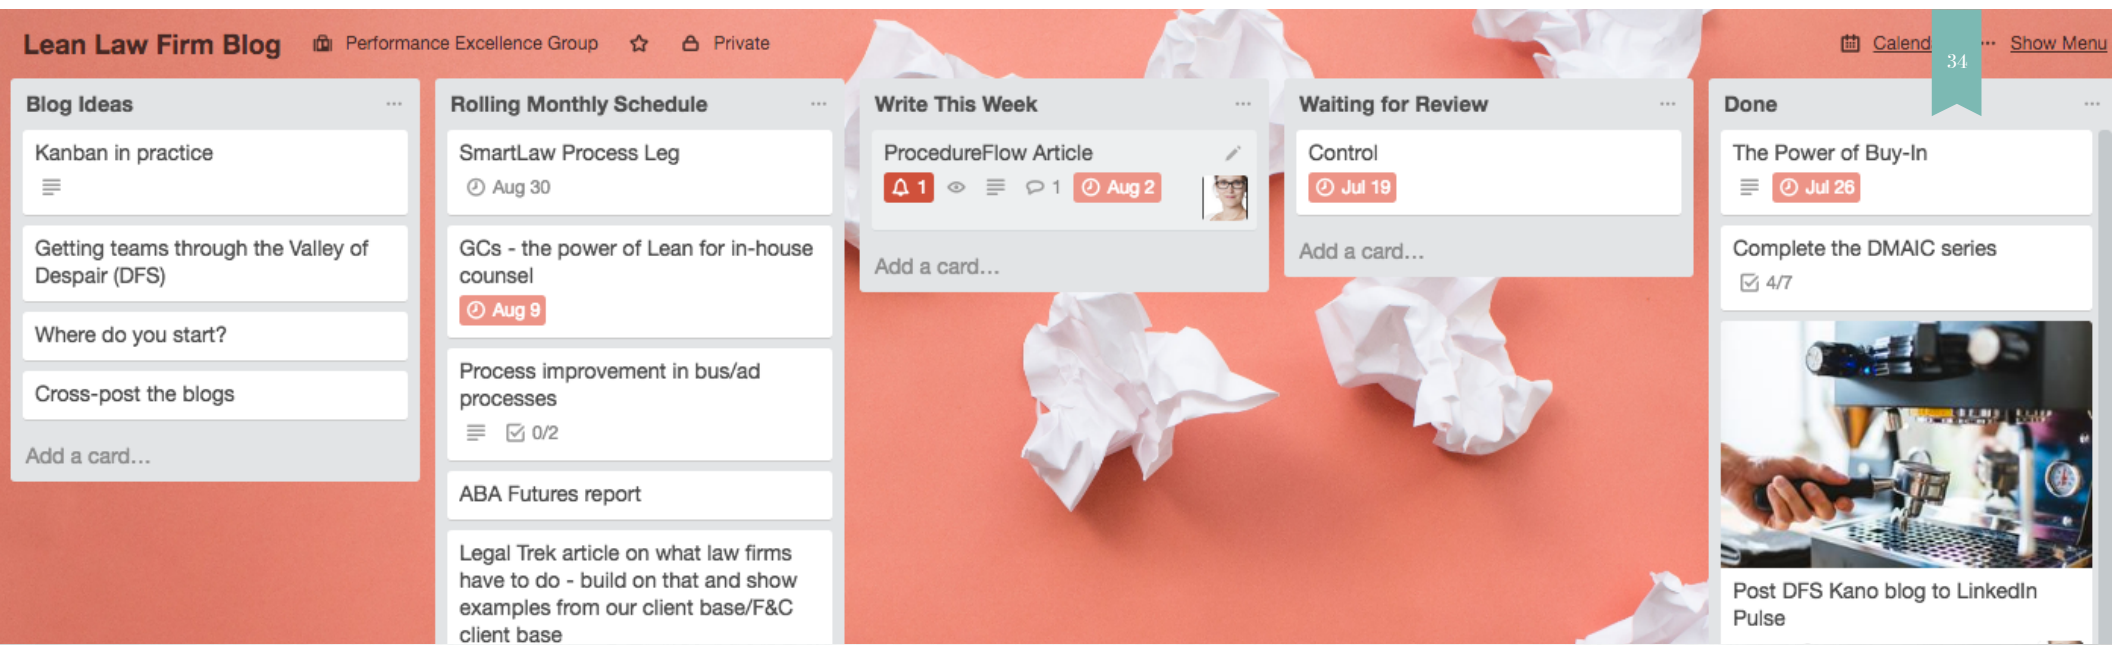 Lean Law Firm Blog Performance Excellence Group Private Calend ... Show Menu
34
Blog Ideas ...
Kanban in practice
Getting teams through the Valley of
Despair (DFS)
Where do you start?
Cross-post the blogs
Add a card...
Rolling Monthly Schedule ...
SmartLaw Process Leg
Aug 30
GCs - the power of Lean for in-house
counsel
Aug 9
Process improvement in bus/ad
processes
0/2
ABA Futures report
Legal Trek article on what law firms
have to do - build on that and show
examples from our client base/F&C
client base
Write This Week ...
ProcedureFlow Article
1 1 Aug 2
Add a card...
Waiting for Review ...
Control
Jul 19
Add a card...
Done ...
The Power of Buy-In
Jul 26
Complete the DMAIC series
4/7
Post DFS Kano blog to LinkedIn
Pulse